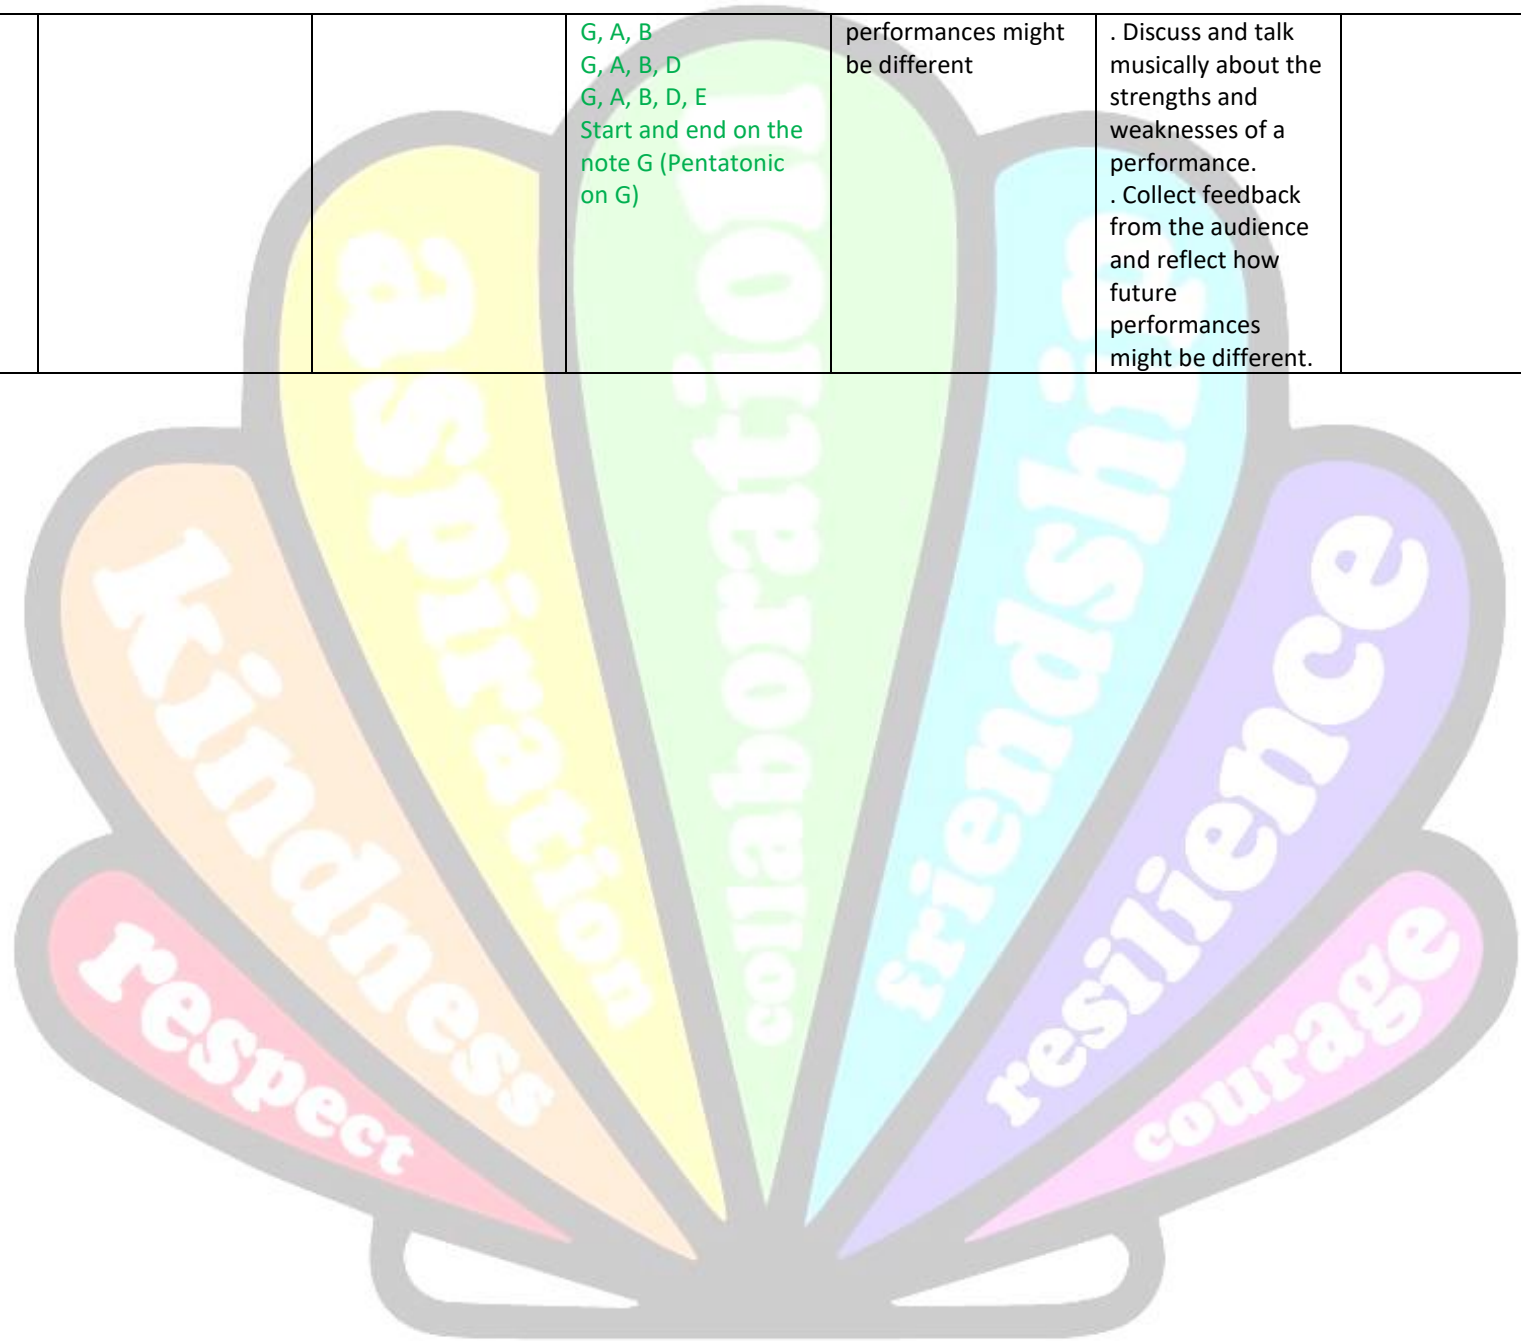 G, A, B
G, A, B, D
G, A, B, D, E
Start and end on the
note G (Pentatonic
on G)
performances might
be different
. Discuss and talk
musically about the
strengths and
weaknesses of a
performance.
. Collect feedback
from the audience
and reflect how
future
performances
might be different.
respect
kindness
aspiration
collaboration
friendship
resilience
courage